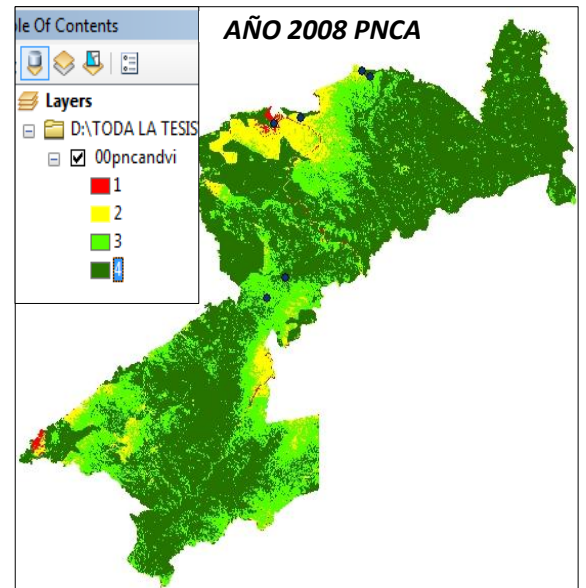 le Of Contents
AÑO 2008 PNCA
Layers
D:\TODA LA TESIS
00pncandvi
1
2
3
4